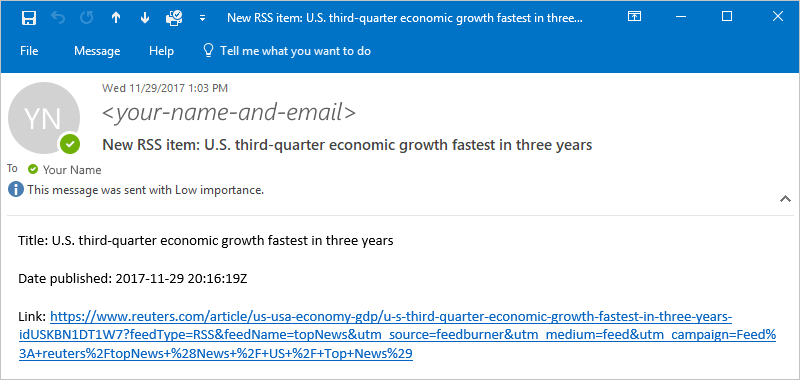 New RSS item: U.S. third-quarter economic growth fastest in three...
File Message Help Tell me what you want to do
Wed 11/29/2017 1:03 PM
YN
<your-name-and-email>
New RSS item: U.S. third-quarter economic growth fastest in three years
To Your Name
This message was sent with Low importance.
Title: U.S. third-quarter economic growth fastest in three years
Date published: 2017-11-29 20:16:19Z
Link: https://www.reuters.com/article/us-usa-economy-gdp/u-s-third-quarter-economic-growth-fastest-in-three-years-
idUSKBN1DT1W7?feedType=RSS&feedName=topNews&utm_source=feedburner&utm_medium=feed&utm_campaign=Feed%
3A+reuters%2FtopNews+%28News+%2F+US+%2F+Top+News%29